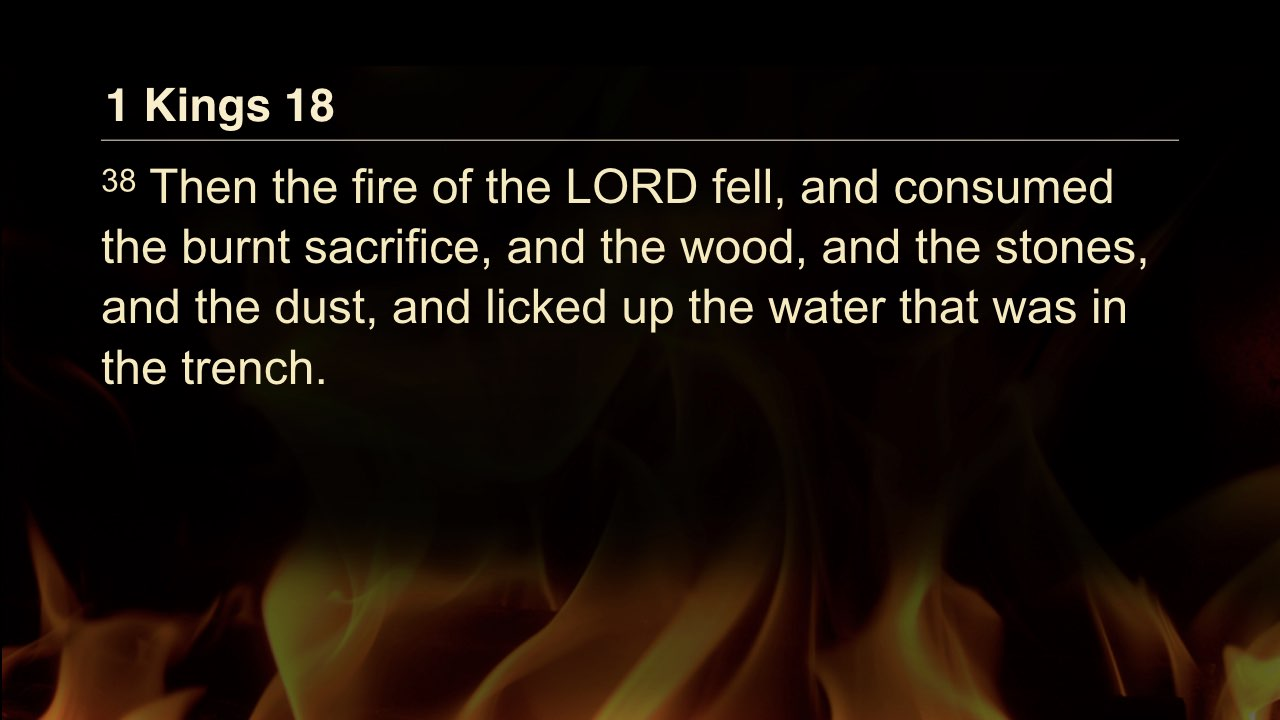 1 Kings 18
38 Then the fire of the LORD fell, and consumed
the burnt sacrifice, and the wood, and the stones,
and the dust, and licked up the water that was in
the trench.